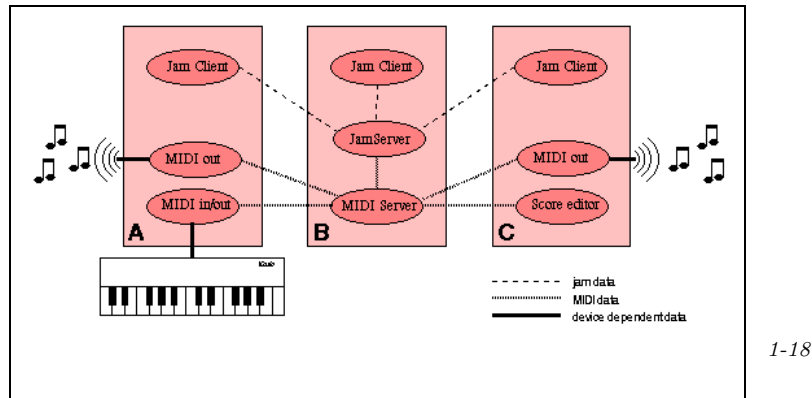 Jam Client
Jam Client
Jam Client
JamServer
MIDI out
MIDI out
MIDI in/out
MIDI Server
Score editor
A
B
C
jam data
MIDI data
device dependent data
1-18